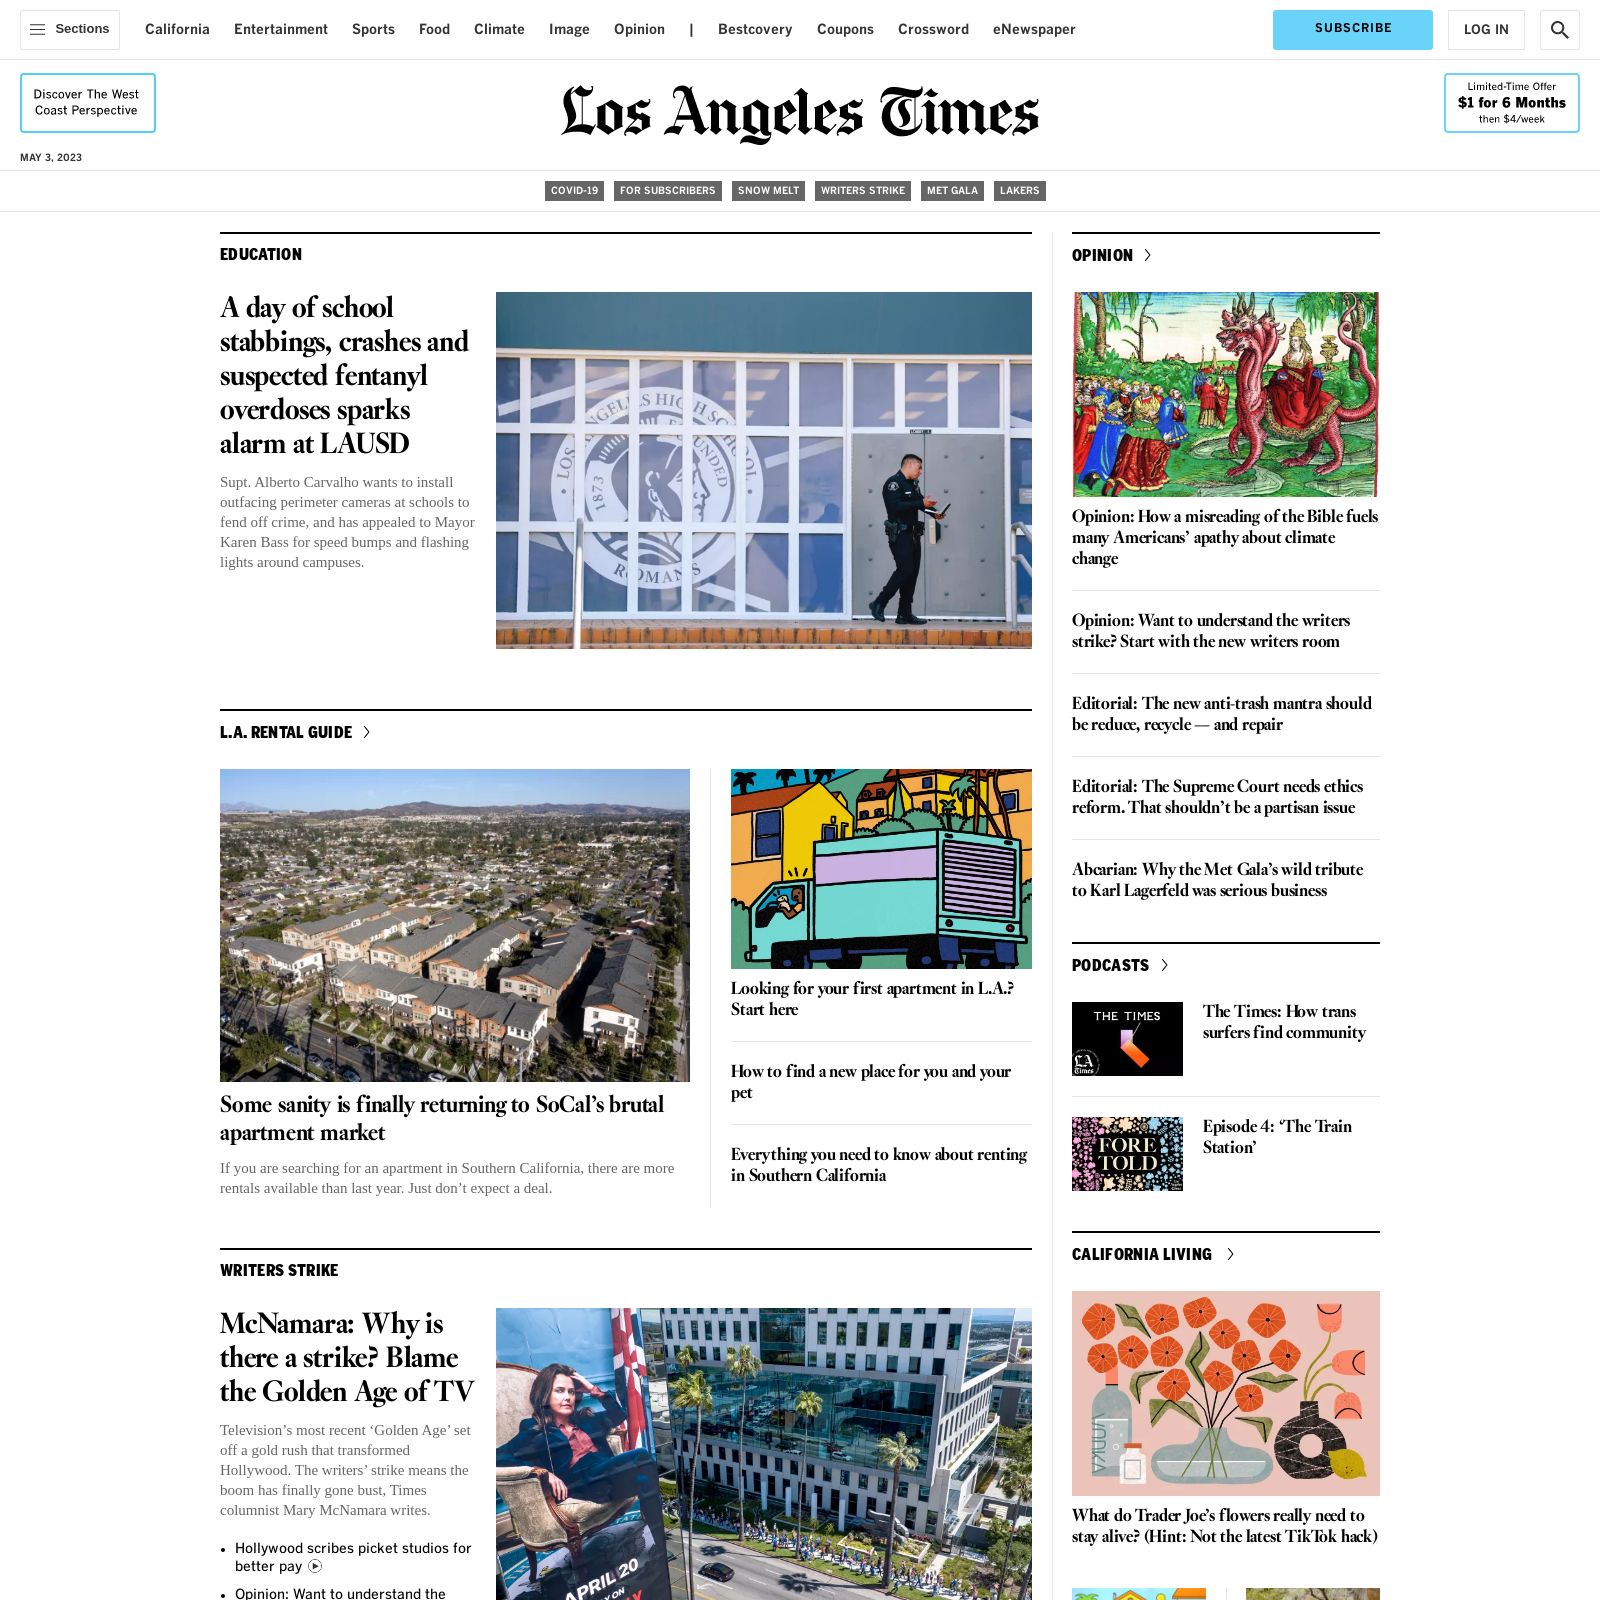 Sections
California
Entertainment
Sports
Food
Climate
Image
Opinion
|
Bestcovery
Coupons
Crossword
eNewspaper
SUBSCRIBE
LOG IN
Discover The West
Coast Perspective
Los Angeles Times
Limited-Time Offer
$1 for 6 Months
then $4/week
MAY 3, 2023
COVID-19
FOR SUBSCRIBERS
SNOW MELT
WRITERS STRIKE
MET GALA
LAKERS
EDUCATION
A day of school
stabbings, crashes and
suspected fentanyl
overdoses sparks
alarm at LAUSD
Supt. Alberto Carvalho wants to install
outfacing perimeter cameras at schools to
fend off crime, and has appealed to Mayor
Karen Bass for speed bumps and flashing
lights around campuses.
LOS ANGELES HIGH SCHOOL
FOUNDED
1873
ROMANS
L.A. RENTAL GUIDE
Some sanity is finally returning to SoCal’s brutal
apartment market
If you are searching for an apartment in Southern California, there are more
rentals available than last year. Just don’t expect a deal.
Looking for your first apartment in L.A.?
Start here
How to find a new place for you and your
pet
Everything you need to know about renting
in Southern California
WRITERS STRIKE
McNamara: Why is
there a strike? Blame
the Golden Age of TV
Television’s most recent ‘Golden Age’ set
off a gold rush that transformed
Hollywood. The writers’ strike means the
boom has finally gone bust, Times
columnist Mary McNamara writes.
• Hollywood scribes picket studios for
better pay
• Opinion: Want to understand the
APRIL 20
OPINION
Opinion: How a misreading of the Bible fuels
many Americans’ apathy about climate
change
Opinion: Want to understand the writers
strike? Start with the new writers room
Editorial: The new anti-trash mantra should
be reduce, recycle — and repair
Editorial: The Supreme Court needs ethics
reform. That shouldn’t be a partisan issue
Abcarian: Why the Met Gala’s wild tribute
to Karl Lagerfeld was serious business
PODCASTS
THE TIMES
LA
Times
The Times: How trans
surfers find community
FORE
TOLD
Episode 4: ‘The Train
Station’
CALIFORNIA LIVING
VODKA
What do Trader Joe’s flowers really need to
stay alive? (Hint: Not the latest TikTok hack)